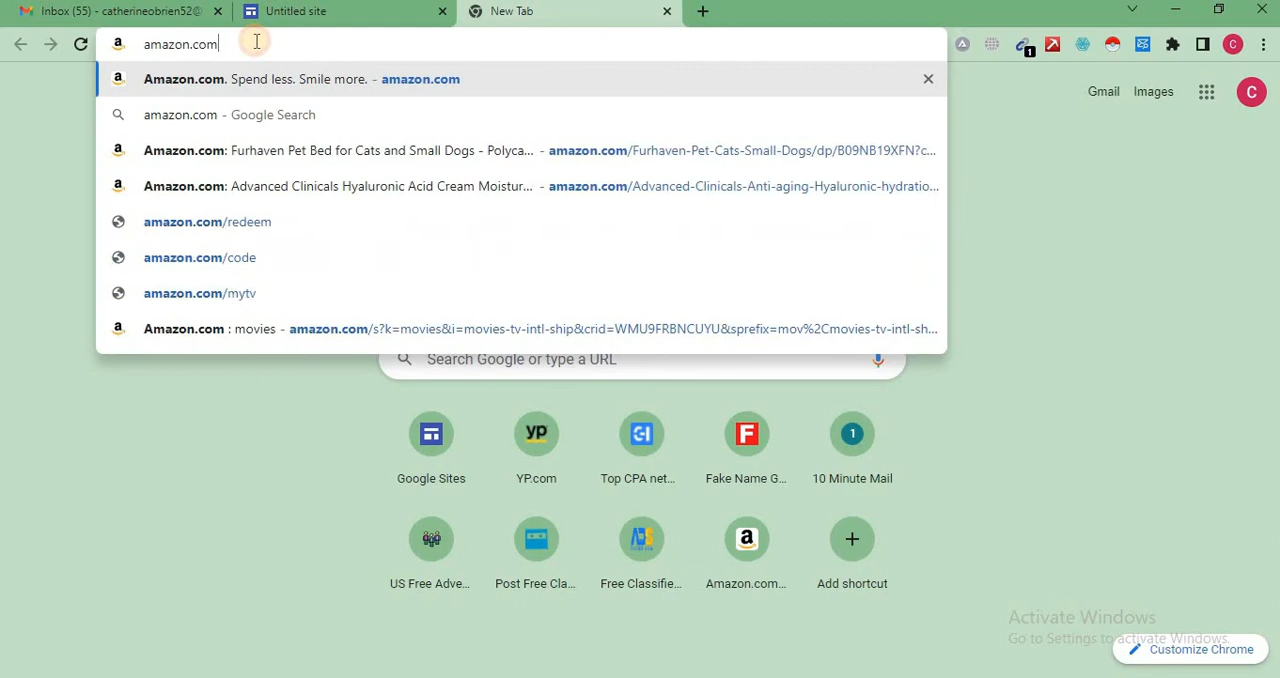 Inbox (55) - catherineobrien52@
Untitled site
New Tab
amazon.com
Amazon.com. Spend less. Smile more. - amazon.com
amazon.com - Google Search
Amazon.com: Furhaven Pet Bed for Cats and Small Dogs - Polyca... - amazon.com/Furhaven-Pet-Cats-Small-Dogs/dp/B09NB19XFN?c...
Amazon.com: Advanced Clinicals Hyaluronic Acid Cream Moistur... - amazon.com/Advanced-Clinicals-Anti-aging-Hyaluronic-hydratio...
amazon.com/redeem
amazon.com/code
amazon.com/mytv
Amazon.com : movies - amazon.com/s?k=movies&i=movies-tv-intl-ship&crid=WMU9FRBNCUYU&sprefix=mov%2Cmovies-tv-intl-sh...
1
C
Gmail Images
C
Search Google or type a URL
yp
GI
F
1
Google Sites
YP.com
Top CPA net...
Fake Name G...
10 Minute Mail
a
US Free Adve...
Post Free Cla...
Free Classifie...
Amazon.com...
Add shortcut
Activate Windows
Go to Settings to activate Windows.
Customize Chrome